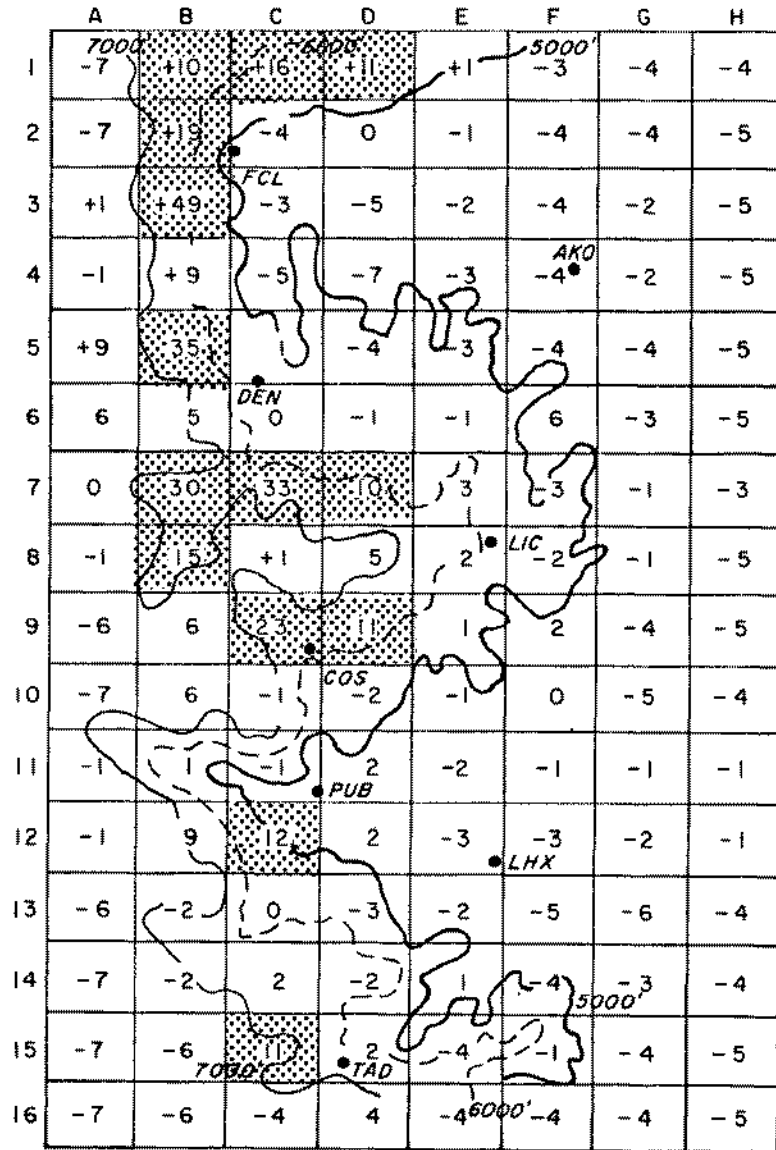 A B C D E F G H
7000 6000' 5000'
1 -7 +10 +16 +11 +1 -3 -4 -4
2 -7 +19 -4 0 -1 -4 -4 -5
FCL
3 +1 +49 -3 -5 -2 -4 -2 -5
AKO
4 -1 +9 -5 -7 -3 -4 -2 -5
5 +9 35 1 -4 -3 -4 -4 -5
DEN
6 6 5 0 -1 -1 6 -3 -5
7 0 30 33 10 3 -3 -1 -3
LIC
8 -1 15 +1 5 2 -2 -1 -5
9 -6 6 23 11 1 2 -4 -5
COS
10 -7 6 -1 -2 -1 0 -5 -4
11 -1 1 -1 2 -2 -1 -1 -1
PUB
12 -1 9 12 2 -3 -3 -2 -1
LHX
13 -6 -2 0 -3 -2 -5 -6 -4
14 -7 -2 2 -2 1 -4 -3 -4
5000'
15 -7 -6 11 2 -4 -1 -4 -5
7000' TAD
16 -7 -6 -4 4 -4 6000' -4 -4 -5